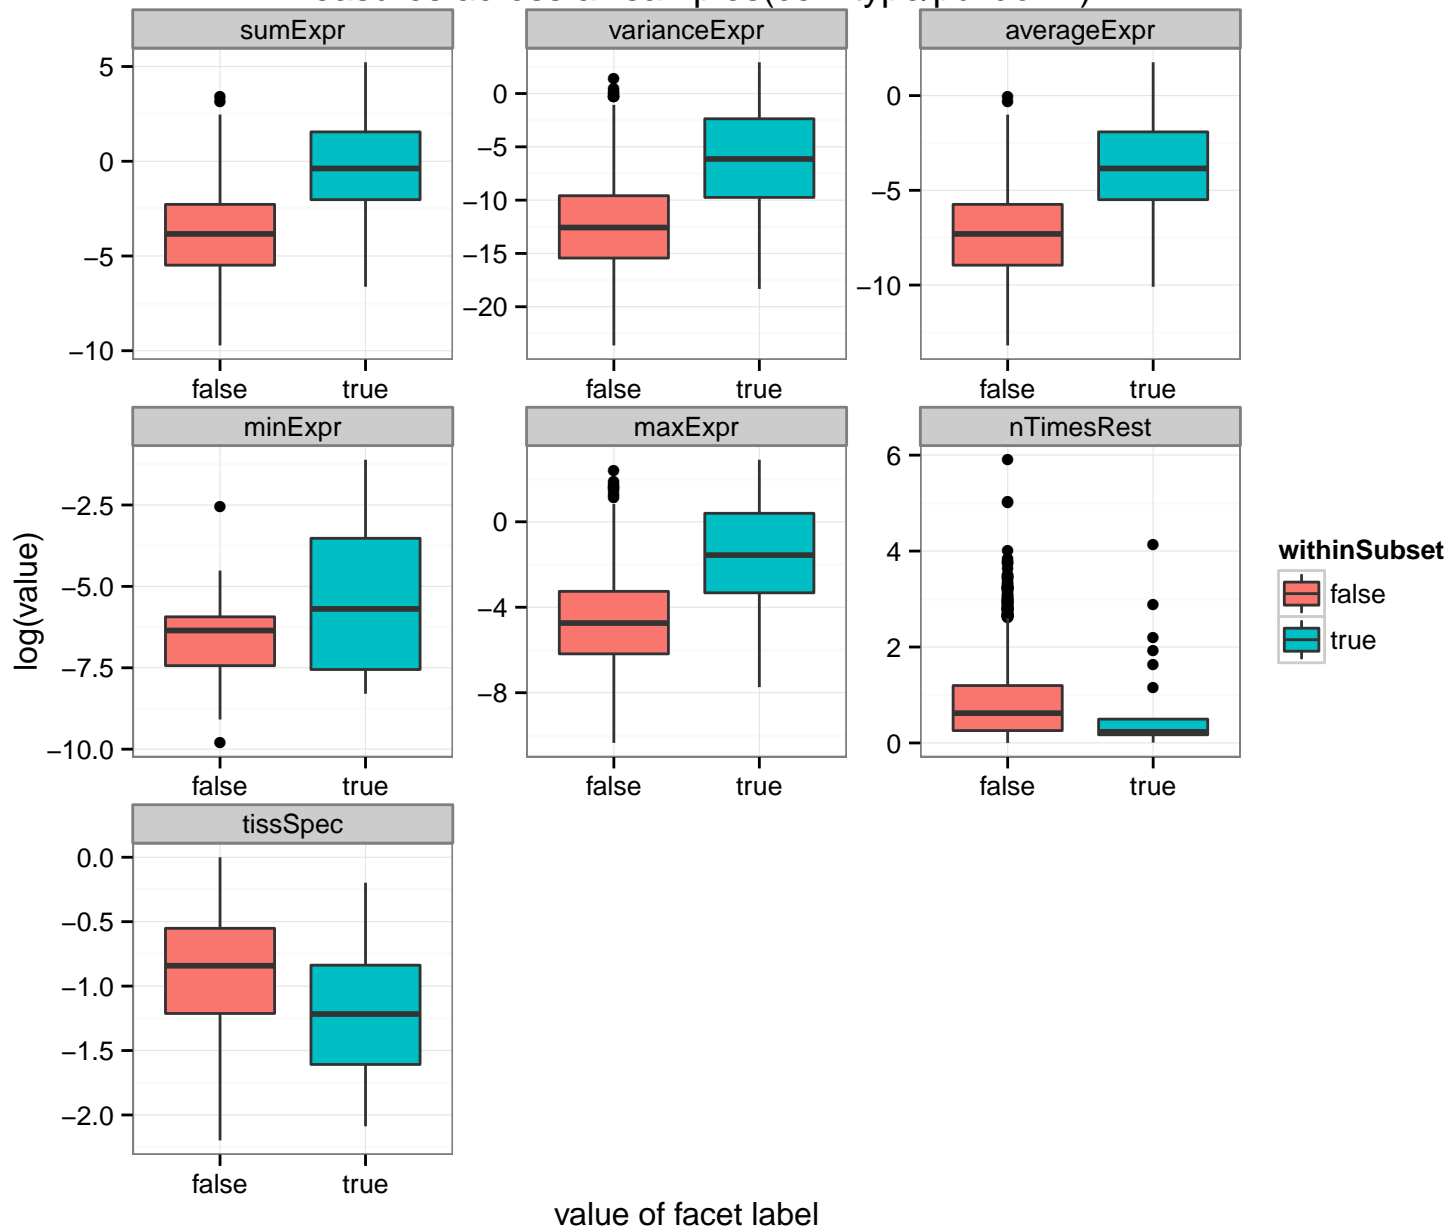 sumExpr varianceExpr averageExpr
5
0
−5
−10
0
−5
−10
−15
−20
0
−5
−10
false true false true false true
minExpr maxExpr nTimesRest
−2.5
−5.0
−7.5
−10.0
0
−4
−8
6
4
2
0
false true false true false true
tissSpec
0.0
−0.5
−1.0
−1.5
−2.0
false true
log(value)
value of facet label
withinSubset
false
true